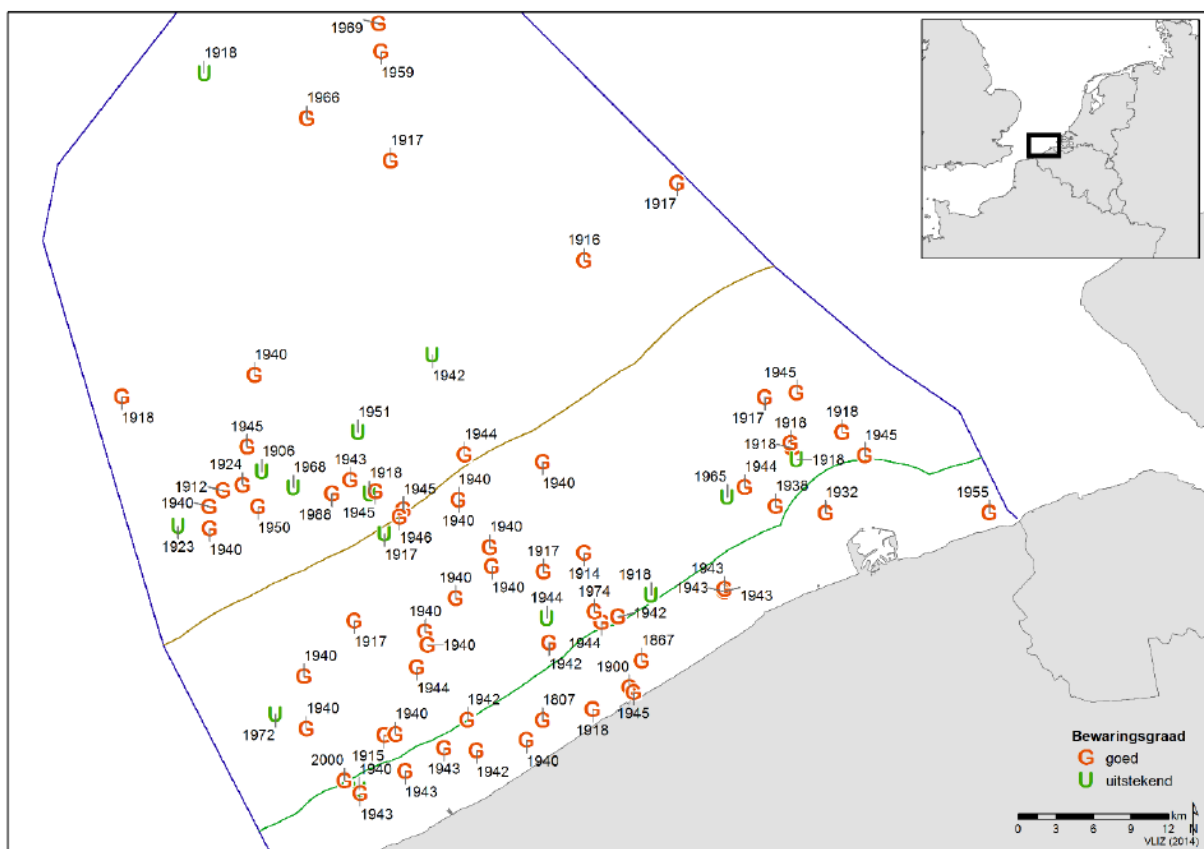 1969
G
1918
U
G
1959
1966
G
1917
G
G
1917
1916
G
1940
G
U
1942
G
1918
1951
U
1945
G
1906
U
1924
G
1968
U
1912
G
1940
G
G
1950
U
1923
G
1940
1943
G
G
1988
1918
G
U
1945
1945
G
G
1946
U
1917
1944
G
G
1940
1940
G
1940
1945
G
G
1917
1918
G
1918
U
1918
1918
G
1945
G
1965
U
1944
G
1938
G
1932
G
1955
G
1940
G
G
1940
1917
G
1914
G
1940
G
1918
U
1943
G
1943
1943
1974
G
1944
U
G
1942
G
1944
G
1942
G
1917
1940
G
G
1940
G
1944
1940
G
1867
G
1900
G
G
1945
U
1972
1940
G
1942
G
1807
G
G
1918
G
1915
1940
G
G
1943
G
1942
G
1940
2000
G
1940
G
1943
G
1943
Bewaringsgraad
G goed
U uitstekend
km
0 3 6 9 12 N
VLIZ (2014)